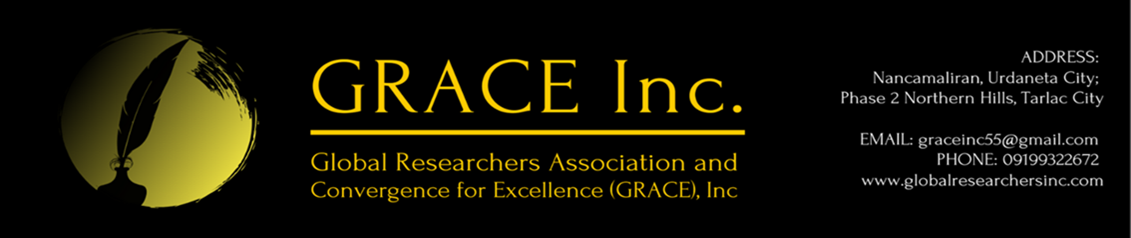 GRACE Inc.
Global Researchers Association and
Convergence for Excellence (GRACE), Inc
ADDRESS:
Nancamaliran, Urdaneta City;
Phase 2 Northern Hills, Tarlac City
EMAIL: graceinc55@gmail.com
PHONE: 09199322672
www.globalresearchersinc.com